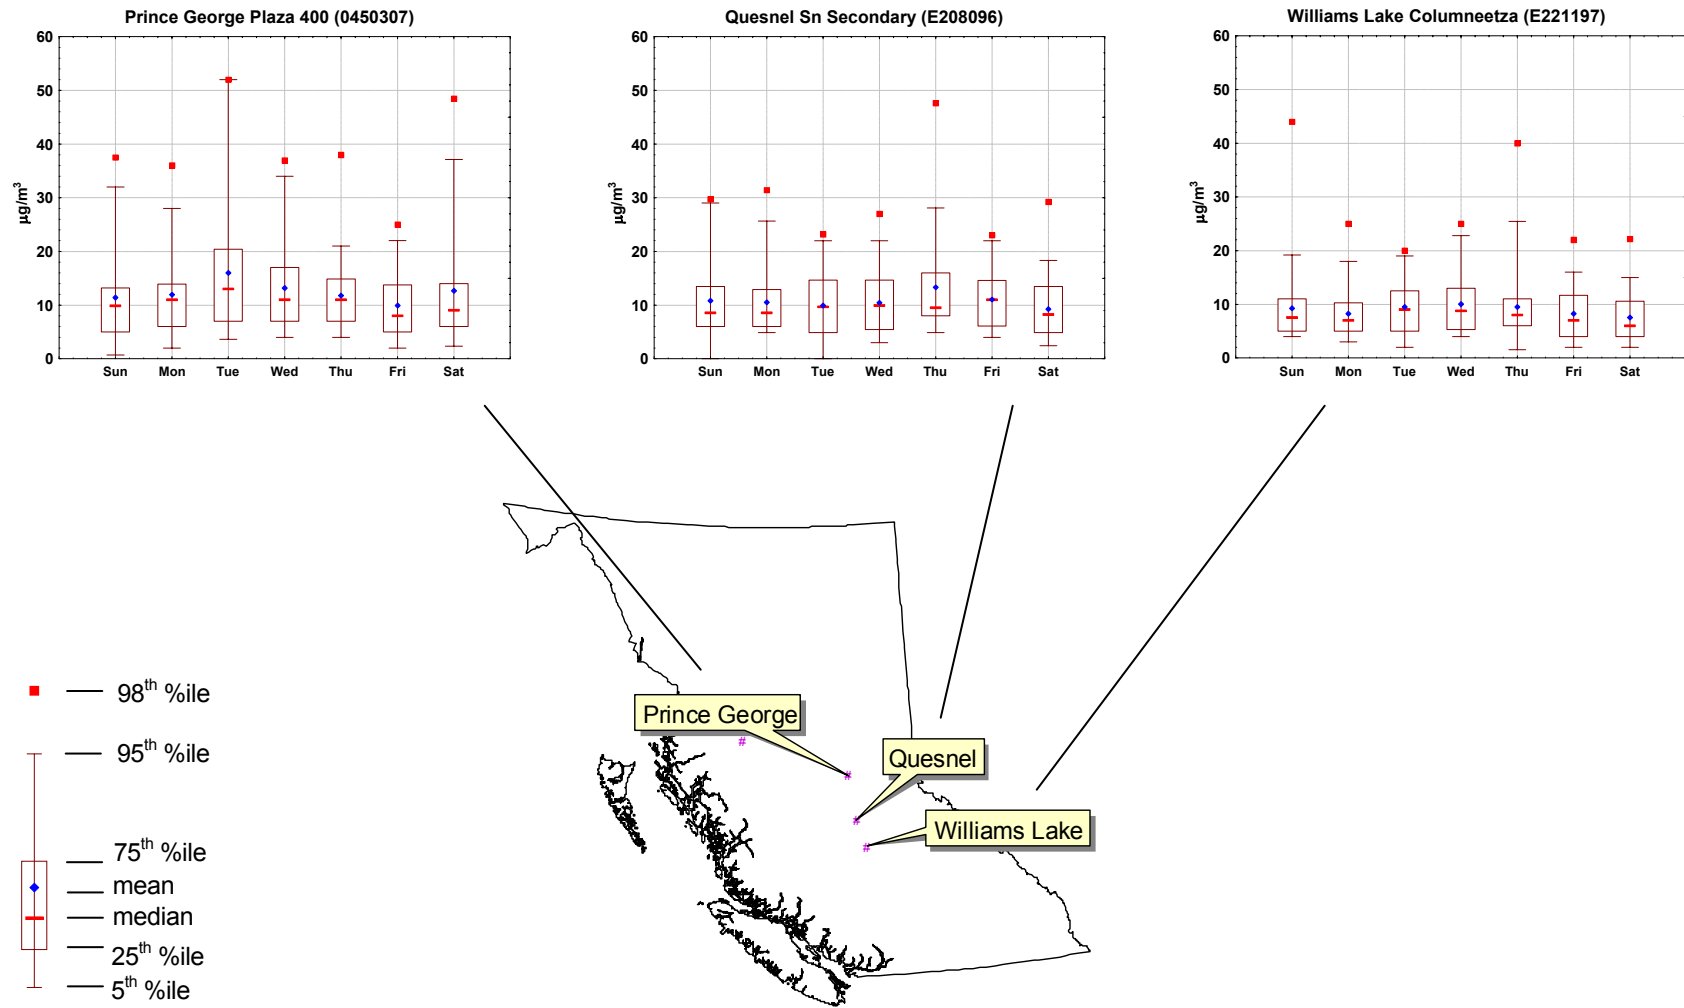 Prince George Plaza 400 (0450307)
60
50
40
30
20
10
0
µg/m³
Sun Mon Tue Wed Thu Fri Sat
Quesnel Sn Secondary (E208096)
60
50
40
30
20
10
0
µg/m³
Sun Mon Tue Wed Thu Fri Sat
Williams Lake Columneetza (E221197)
60
50
40
30
20
10
0
µg/m³
Sun Mon Tue Wed Thu Fri Sat
Prince George
#
Quesnel
#
#
Williams Lake
#
98th %ile
95th %ile
75th %ile
mean
median
25th %ile
5th %ile